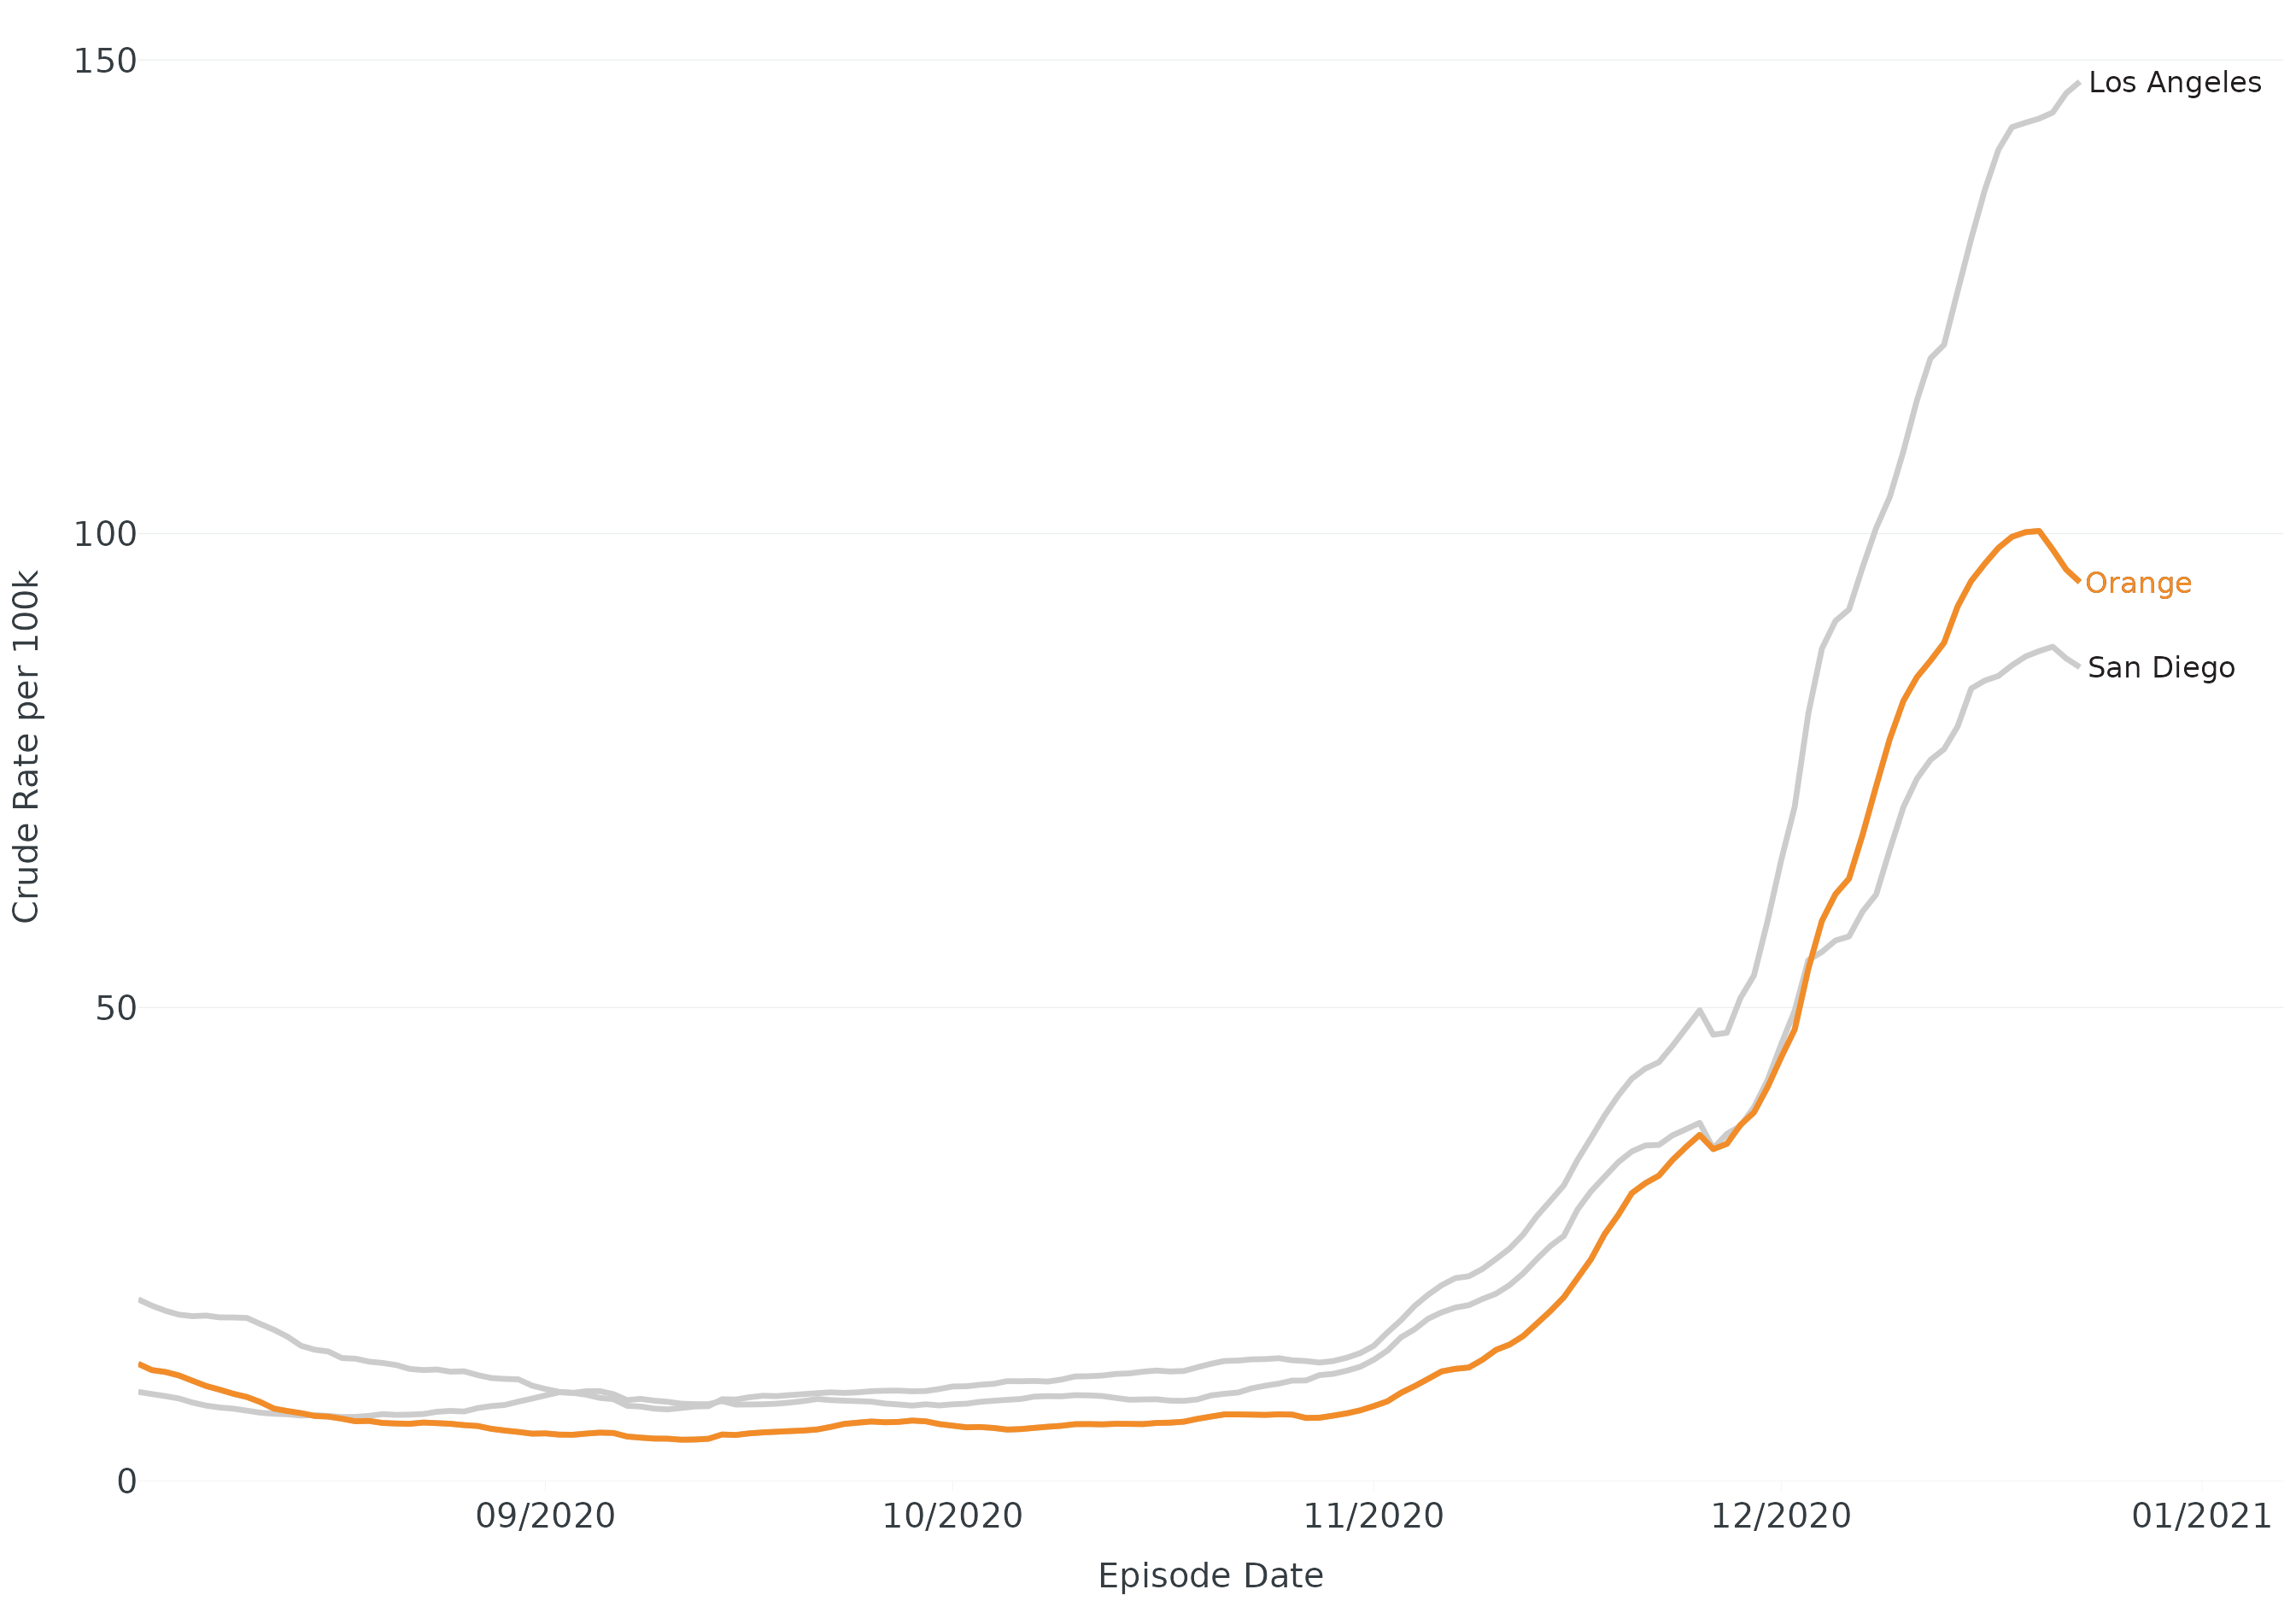 150
Los Angeles
100
Orange
San Diego
50
0
Crude Rate per 100k
09/2020
10/2020
11/2020
12/2020
01/2021
Episode Date